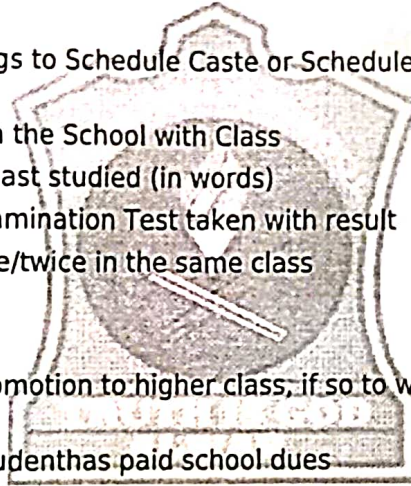 gs to Schedule Caste or Schedule
the School with Class
ast studied (in words)
amination Test taken with result
e/twice in the same class
omotion to higher class, if so to w
udenthas paid school dues